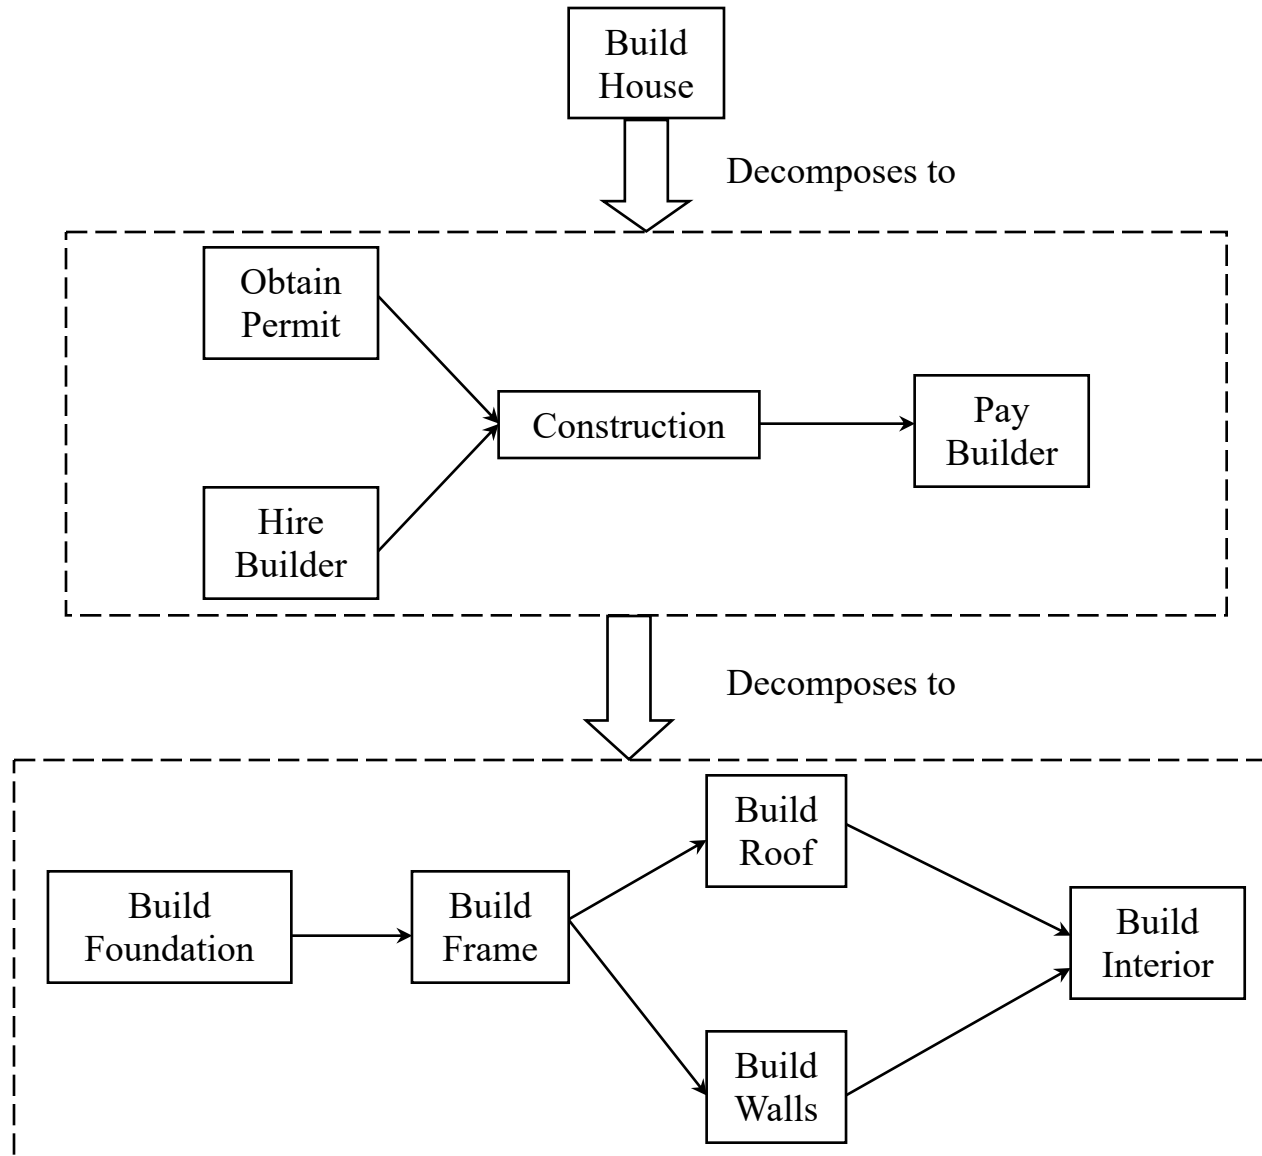 Build
House
Decomposes to
Obtain
Permit
Hire
Builder
Construction
Pay
Builder
Decomposes to
Build
Foundation
Build
Frame
Build
Roof
Build
Walls
Build
Interior